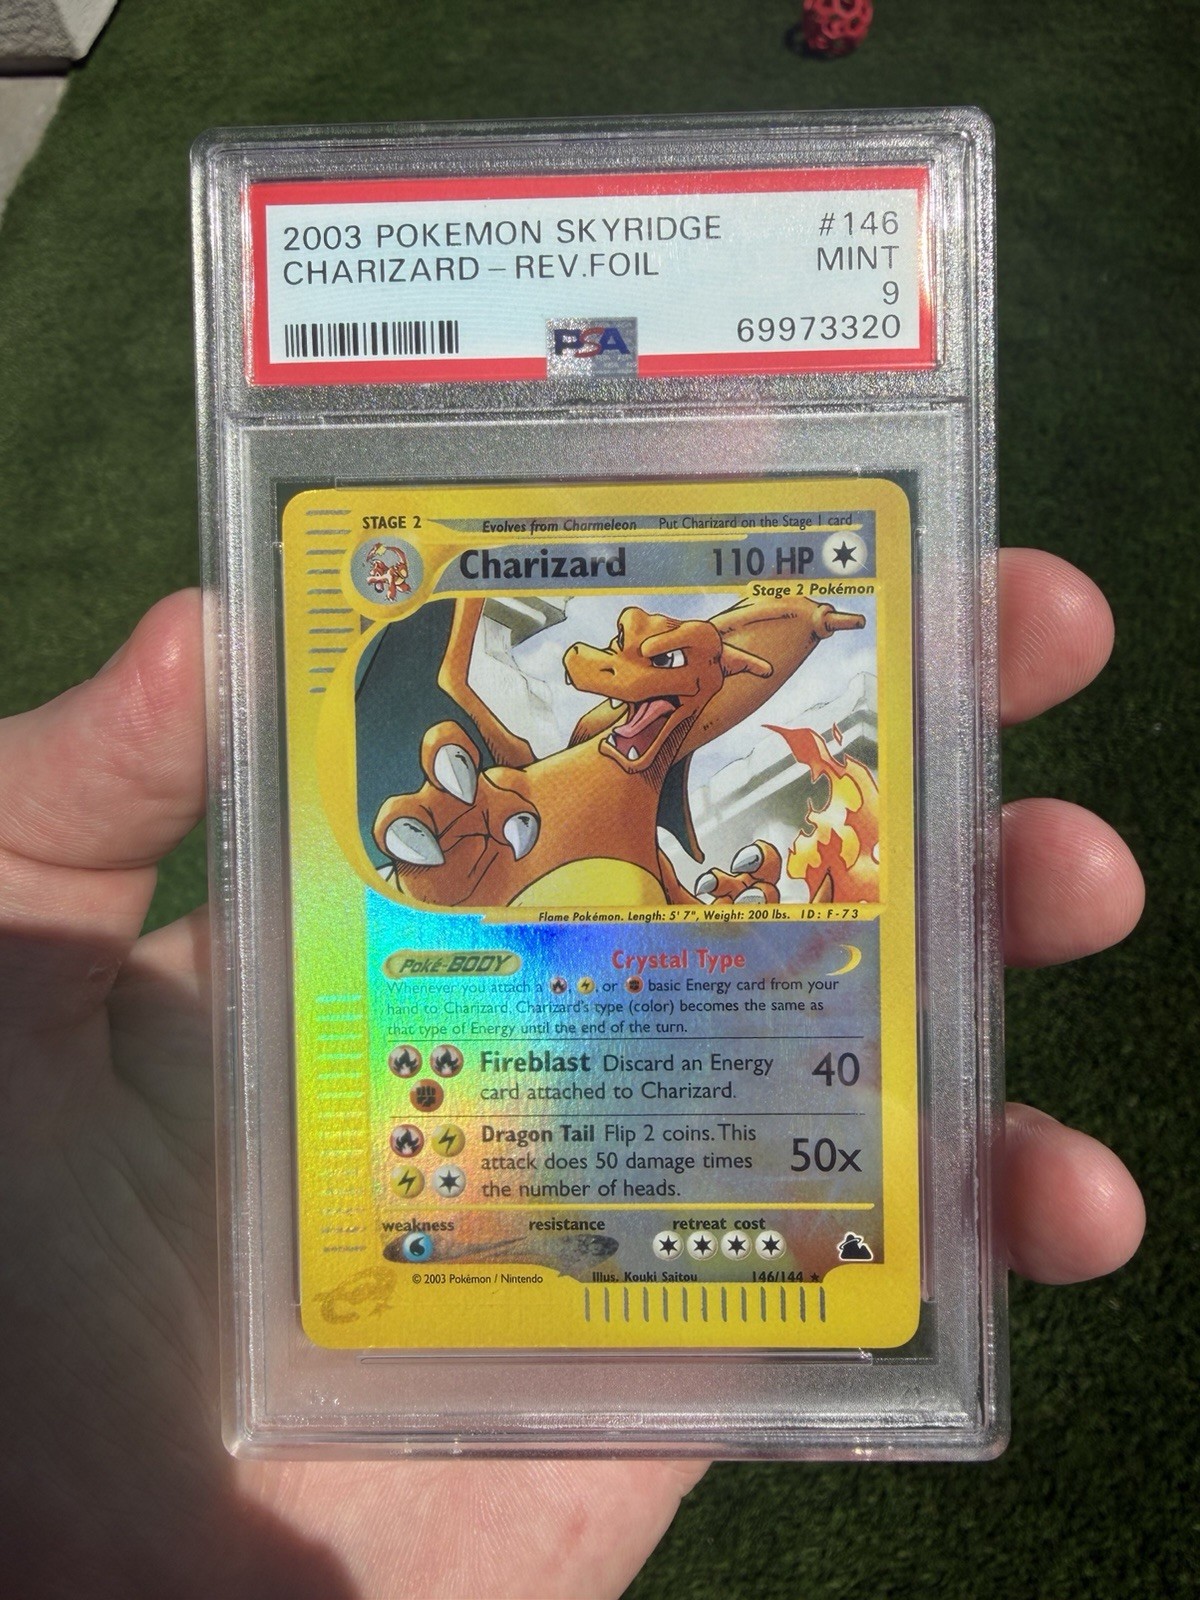 2003 POKEMON SKYRIDGE #146
CHARIZARD - REV.FOIL MINT
9
PSA 69973320
STAGE 2 Evolves from Charmeleon Put Charizard on the Stage 1 card
Charizard 110 HP
Stage 2 Pokémon
Flame Pokémon. Length: 5' 7", Weight: 200 lbs. ID: F-73
Poké-BODY Crystal Type
Whenever you attach a , , or basic Energy card from your
hand to Charizard, Charizard's type (color) becomes the same as
that type of Energy until the end of the turn.
Fireblast Discard an Energy 40
card attached to Charizard.
Dragon Tail Flip 2 coins. This
attack does 50 damage times 50x
the number of heads.
weakness resistance retreat cost
© 2003 Pokémon / Nintendo Illus. Kouki Saitou 146/144 ★